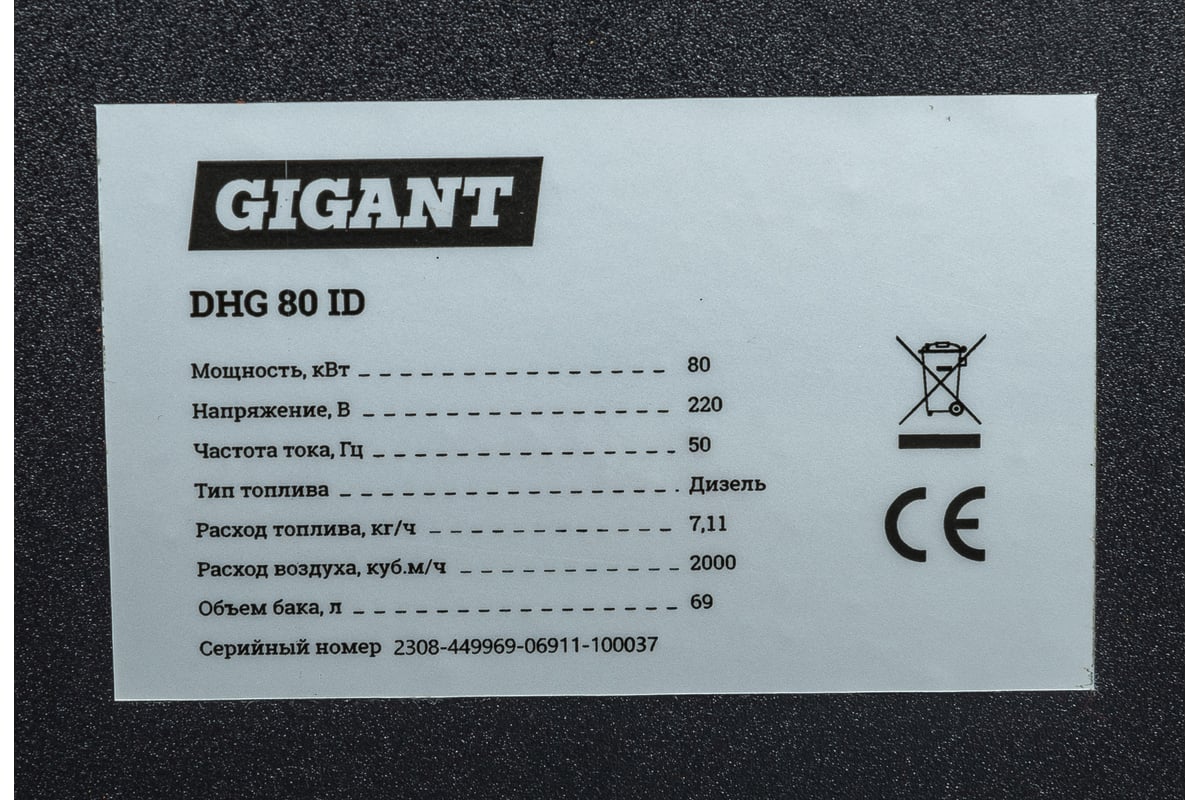 GIGANT
DHG 80 ID
Мощность, кВт 80
Напряжение, В 220
Частота тока, Гц 50
Тип топлива Дизель
Расход топлива, кг/ч 7,11
Расход воздуха, куб.м/ч 2000
Объем бака, л 69
Серийный номер 2308-449969-06911-100037
CE